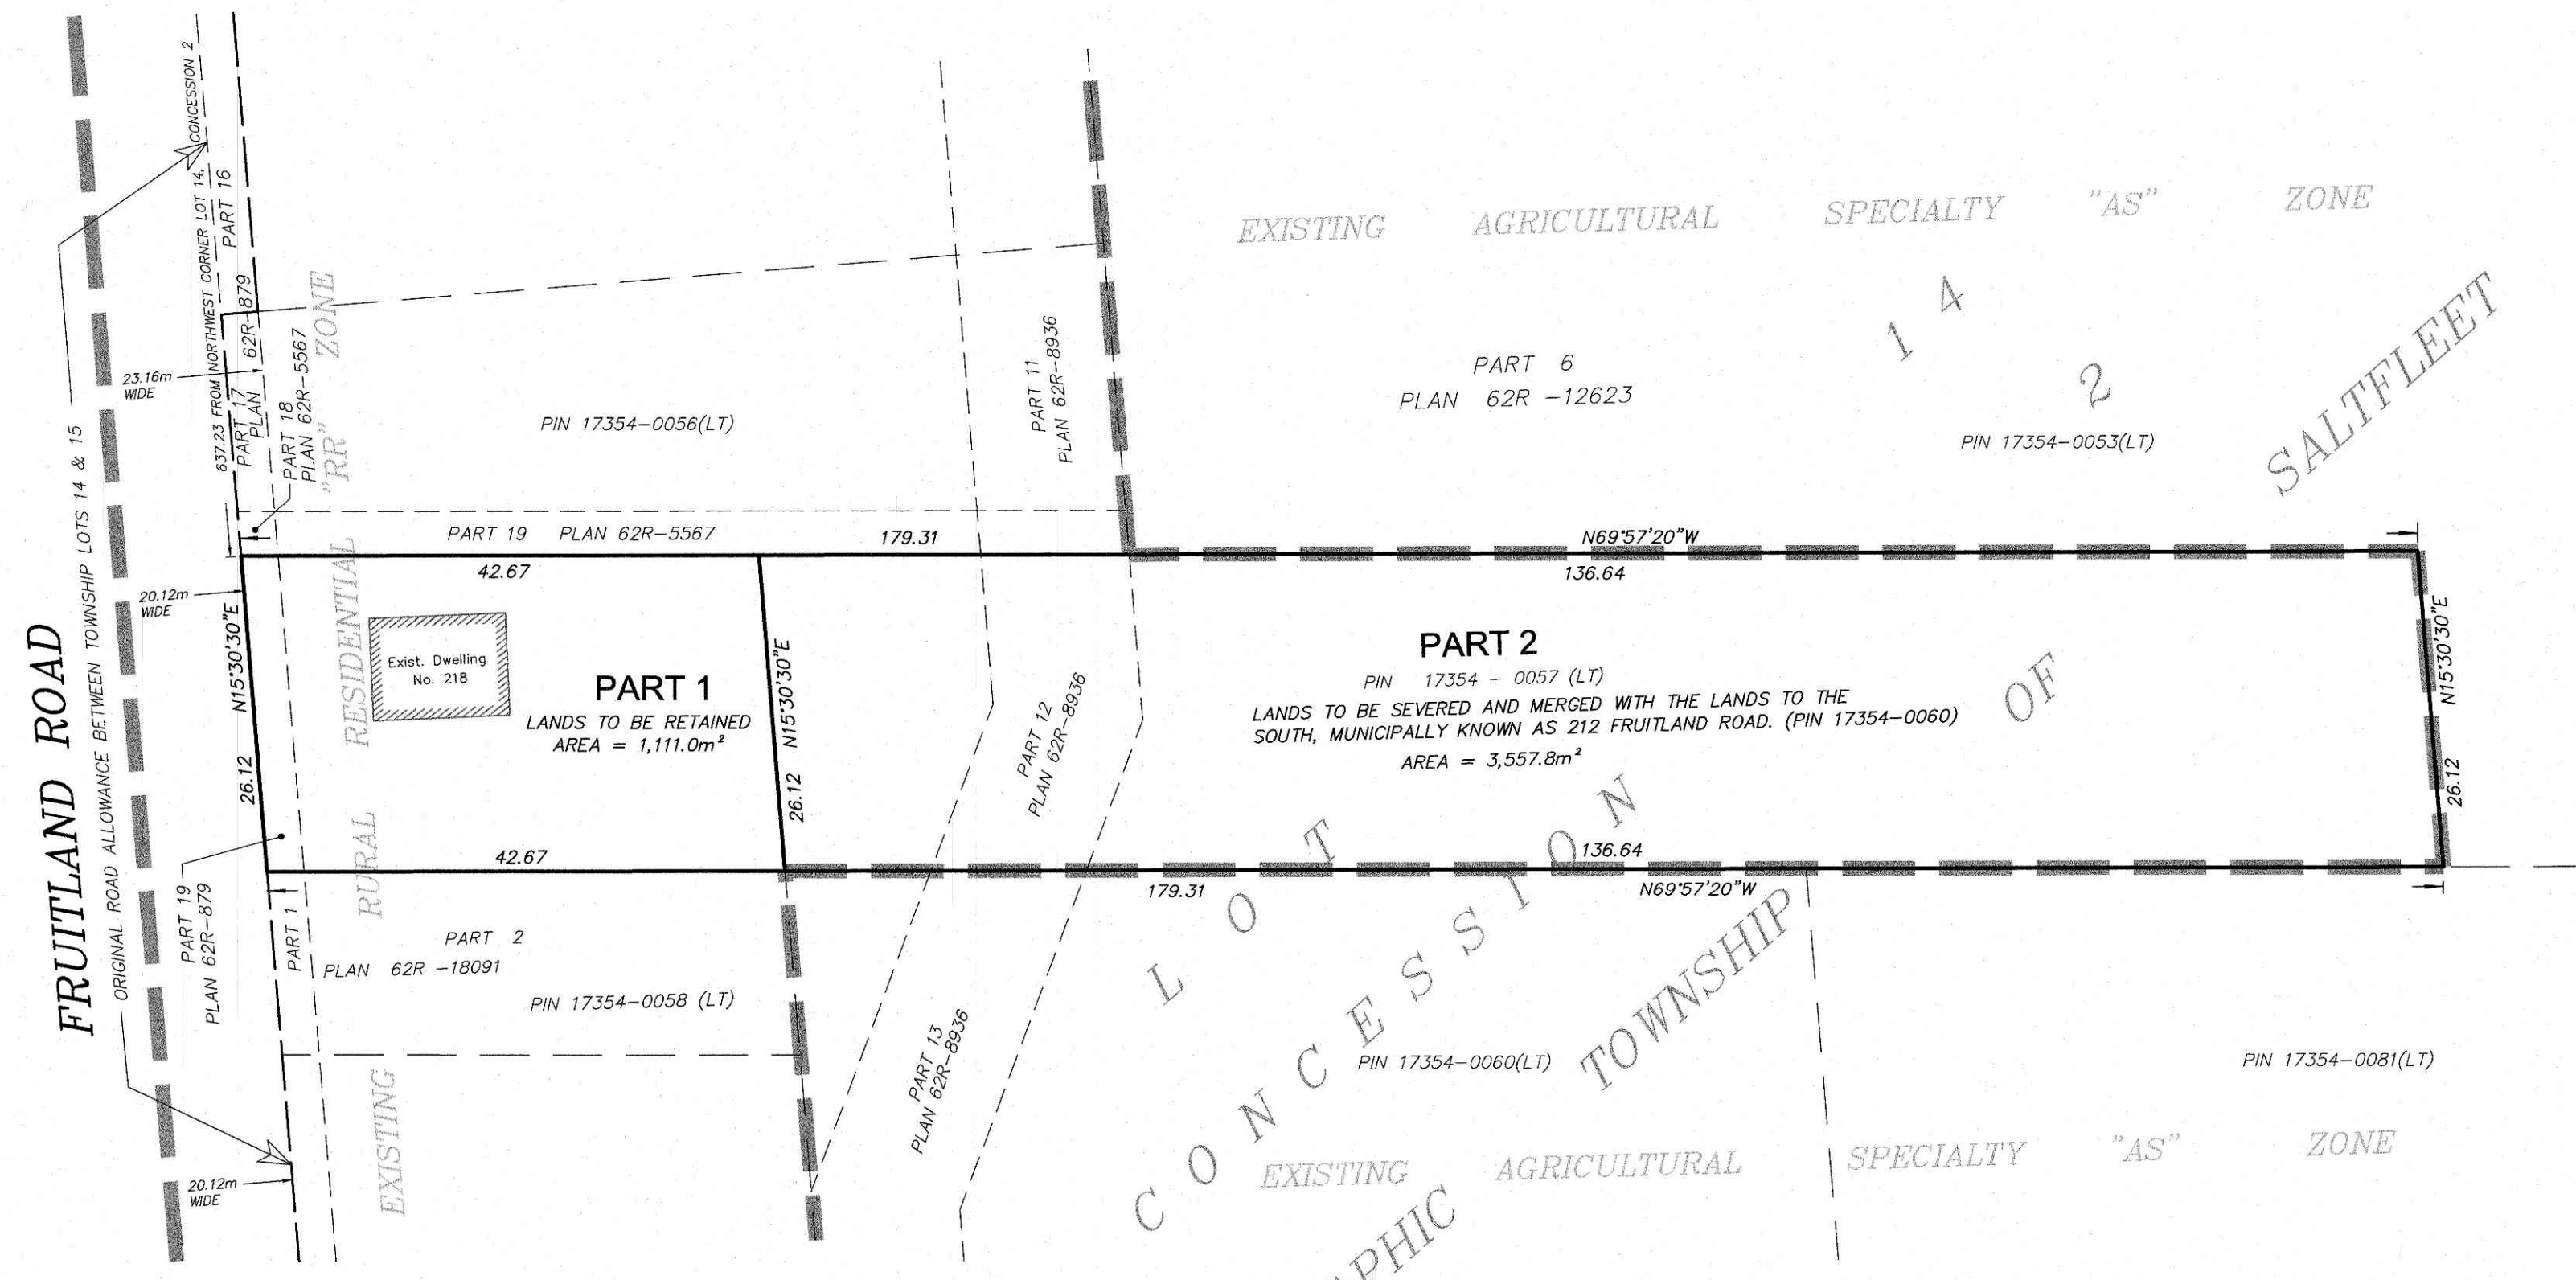 FRUITLAND ROAD
ORIGINAL ROAD ALLOWANCE BETWEEN TOWNSHIP LOTS 14 & 15
637.23 FROM NORTHWEST CORNER LOT 14, CONCESSION 2
PART 16
PART 17
PLAN 62R-879
PART 18
PLAN 62R-5567
23.16m
WIDE
EXISTING RURAL RESIDENTIAL "RR" ZONE
PIN 17354-0056(LT)
PART 11
PLAN 62R-8936
EXISTING AGRICULTURAL SPECIALTY "AS" ZONE
PART 6
PLAN 62R -12623
PIN 17354-0053(LT)
PART 19 PLAN 62R-5567
179.31
N69°57'20"W
42.67
136.64
20.12m
WIDE
N15°30'30"E
26.12
Exist. Dwelling
No. 218
PART 1
LANDS TO BE RETAINED
AREA = 1,111.0m²
N15°30'30"E
26.12
PART 12
PLAN 62R-8936
PART 2
PIN 17354 - 0057 (LT)
LANDS TO BE SEVERED AND MERGED WITH THE LANDS TO THE
SOUTH, MUNICIPALLY KNOWN AS 212 FRUITLAND ROAD. (PIN 17354-0060)
AREA = 3,557.8m²
N15°30'30"E
26.12
42.67
136.64
179.31
N69°57'20"W
PART 19
PLAN 62R-879
PART 1
PART 2
PLAN 62R -18091
PIN 17354-0058 (LT)
PART 13
PLAN 62R-8936
LOT 14
CONCESSION 2
PHIC TOWNSHIP OF SALTFLEET
PIN 17354-0060(LT)
PIN 17354-0081(LT)
EXISTING AGRICULTURAL SPECIALTY "AS" ZONE
20.12m
WIDE